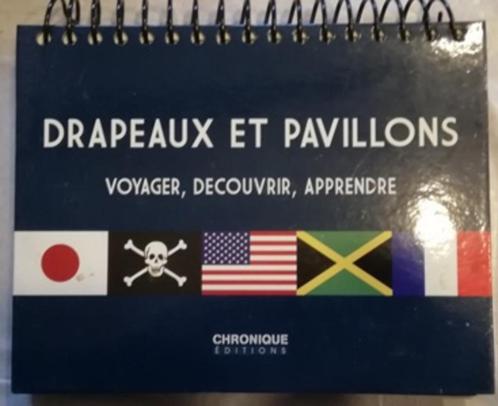 DRAPEAUX ET PAVILLONS
VOYAGER, DECOUVRIR, APPRENDRE
CHRONIQUE
ÉDITIONS